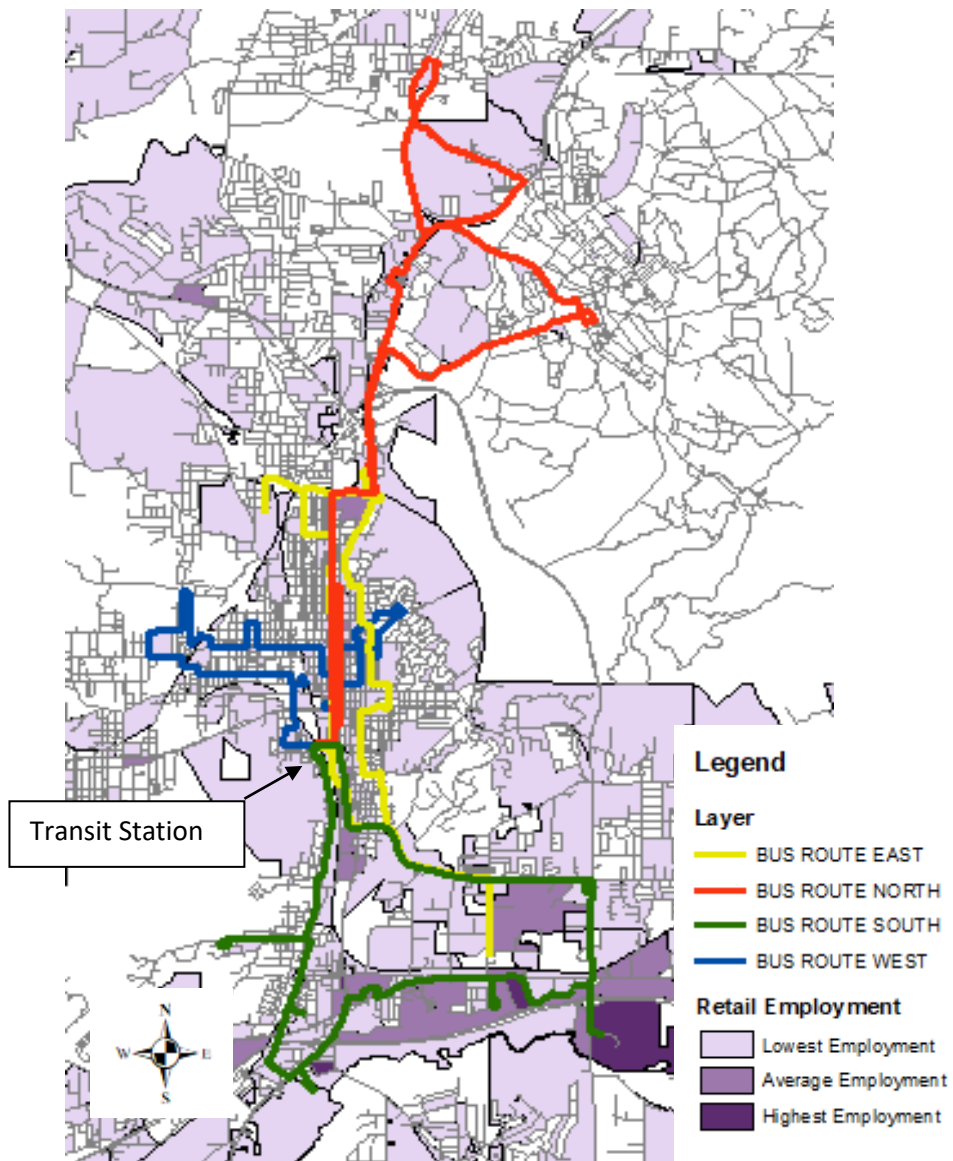 Transit Station
N
W
E
S
Legend
Layer
BUS ROUTE EAST
BUS ROUTE NORTH
BUS ROUTE SOUTH
BUS ROUTE WEST
Retail Employment
Lowest Employment
Average Employment
Highest Employment